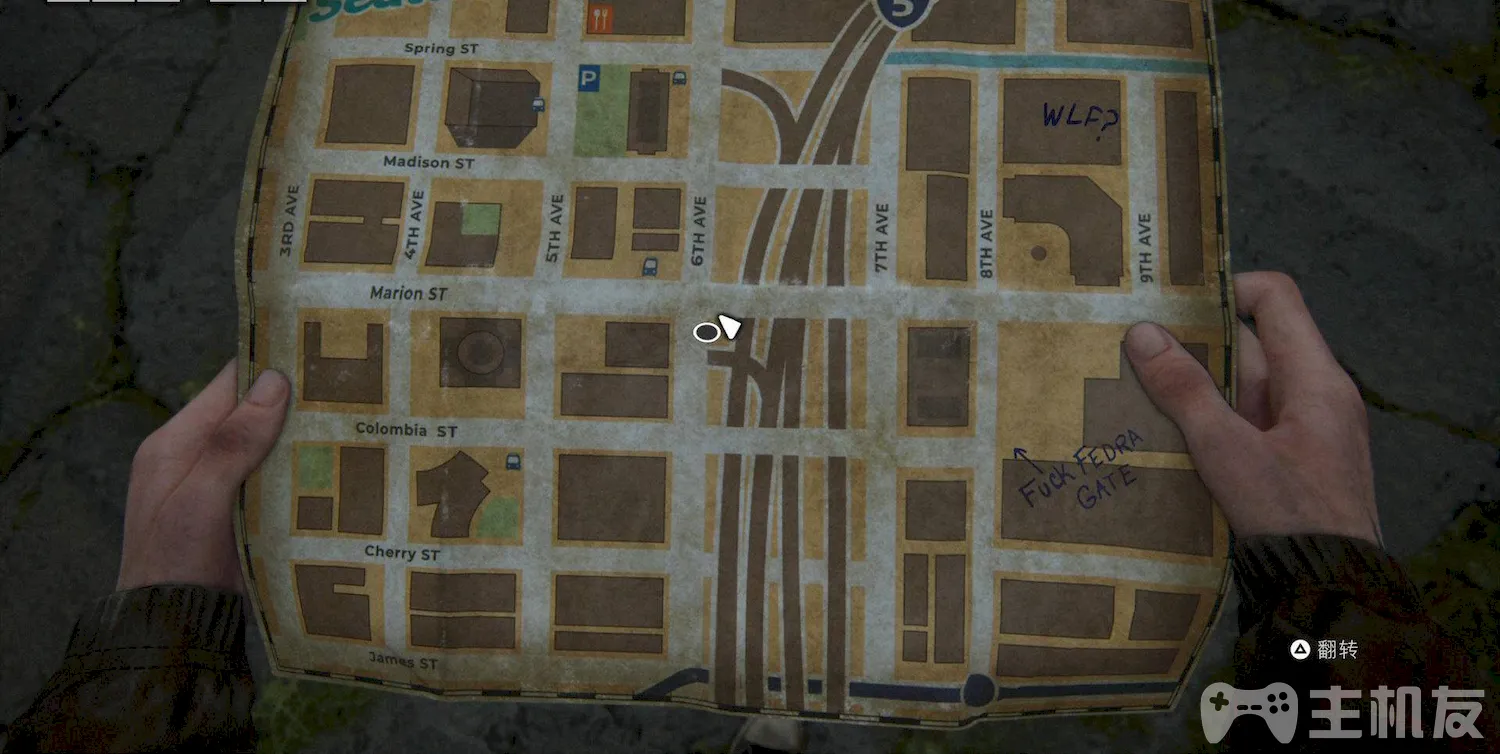 Spring ST
5
P
WLF?
Madison ST
3RD AVE
4TH AVE
5TH AVE
6TH AVE
7TH AVE
8TH AVE
9TH AVE
Marion ST
Colombia ST
FUCK FEDRA
GATE
Cherry ST
James ST
翻转
主机友